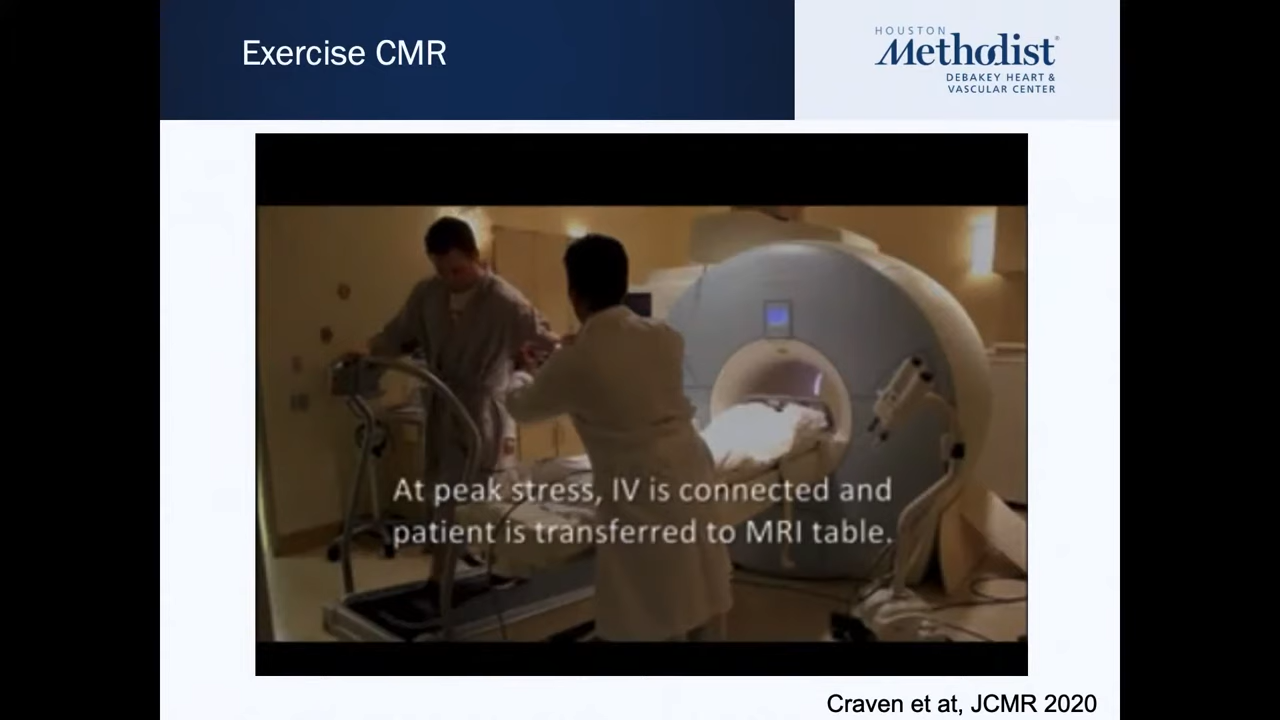 Exercise CMR
HOUSTON
Methodist®
DEBAKEY HEART &
VASCULAR CENTER
At peak stress, IV is connected and
patient is transferred to MRI table.
Craven et at, JCMR 2020